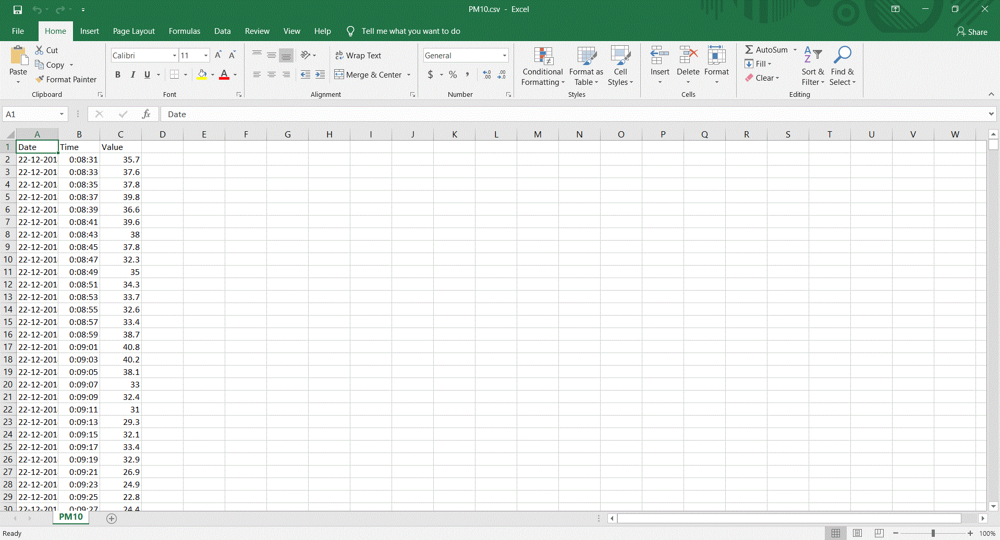 PM10.csv - Excel
File Home Insert Page Layout Formulas Data Review View Help Tell me what you want to do Share
Paste
Cut
Copy
Format Painter
Clipboard
Calibri 11
B I U
Font
Wrap Text
Merge & Center
Alignment
General
$ % ,
Number
Conditional Formatting
Format as Table
Cell Styles
Styles
Insert Delete Format
Cells
AutoSum
Fill
Clear
Sort & Filter
Find & Select
Editing
A1 fx Date
A B C D E F G H I J K L M N O P Q R S T U V W
1 Date Time Value
2 22-12-201 0:08:31 35.7
3 22-12-201 0:08:33 37.6
4 22-12-201 0:08:35 37.8
5 22-12-201 0:08:37 39.8
6 22-12-201 0:08:39 36.6
7 22-12-201 0:08:41 39.6
8 22-12-201 0:08:43 38
9 22-12-201 0:08:45 37.8
10 22-12-201 0:08:47 32.3
11 22-12-201 0:08:49 35
12 22-12-201 0:08:51 34.3
13 22-12-201 0:08:53 33.7
14 22-12-201 0:08:55 32.6
15 22-12-201 0:08:57 33.4
16 22-12-201 0:08:59 38.7
17 22-12-201 0:09:01 40.8
18 22-12-201 0:09:03 40.2
19 22-12-201 0:09:05 38.1
20 22-12-201 0:09:07 33
21 22-12-201 0:09:09 32.4
22 22-12-201 0:09:11 31
23 22-12-201 0:09:13 29.3
24 22-12-201 0:09:15 32.1
25 22-12-201 0:09:17 33.4
26 22-12-201 0:09:19 32.9
27 22-12-201 0:09:21 26.9
28 22-12-201 0:09:23 24.9
29 22-12-201 0:09:25 22.8
30 22-12-201 0:09:27 24.4
PM10
Ready 100%